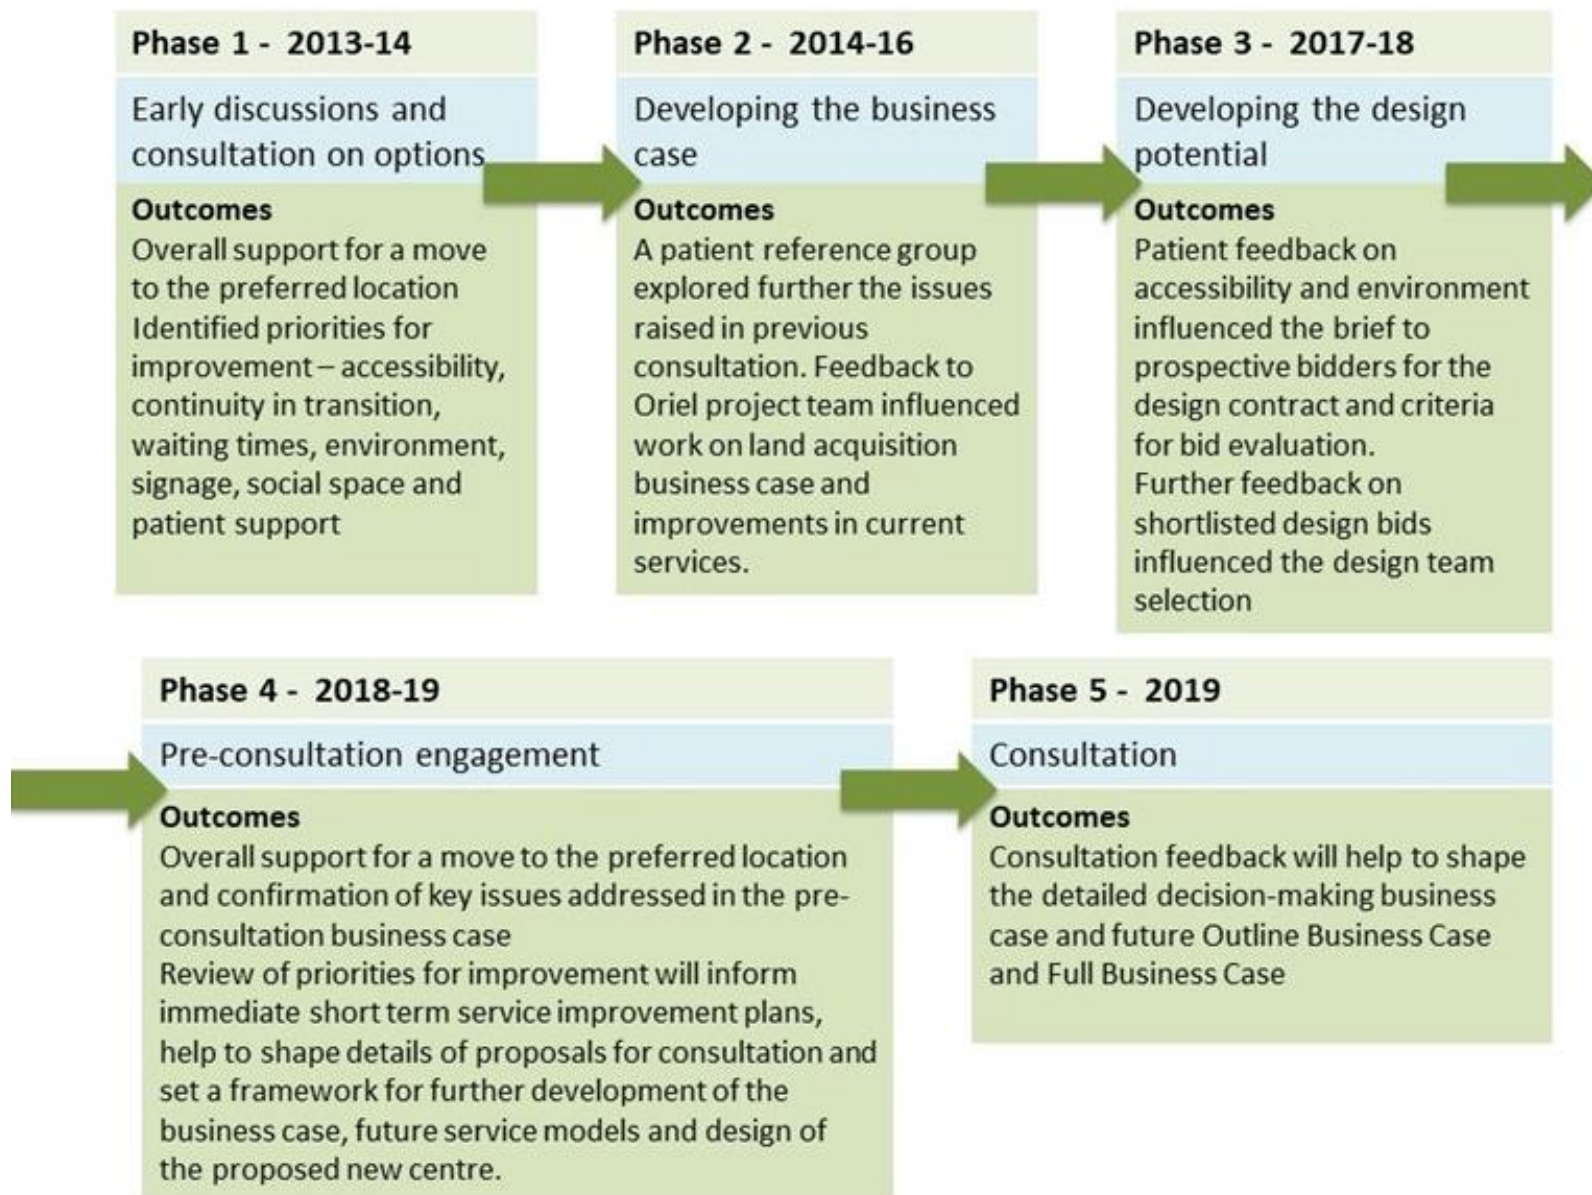 Phase 1 - 2013-14
Early discussions and
consultation on options
Outcomes
Overall support for a move
to the preferred location
Identified priorities for
improvement – accessibility,
continuity in transition,
waiting times, environment,
signage, social space and
patient support
Phase 2 - 2014-16
Developing the business
case
Outcomes
A patient reference group
explored further the issues
raised in previous
consultation. Feedback to
Oriel project team influenced
work on land acquisition
business case and
improvements in current
services.
Phase 3 - 2017-18
Developing the design
potential
Outcomes
Patient feedback on
accessibility and environment
influenced the brief to
prospective bidders for the
design contract and criteria
for bid evaluation.
Further feedback on
shortlisted design bids
influenced the design team
selection
Phase 4 - 2018-19
Pre-consultation engagement
Outcomes
Overall support for a move to the preferred location
and confirmation of key issues addressed in the pre-
consultation business case
Review of priorities for improvement will inform
immediate short term service improvement plans,
help to shape details of proposals for consultation and
set a framework for further development of the
business case, future service models and design of
the proposed new centre.
Phase 5 - 2019
Consultation
Outcomes
Consultation feedback will help to shape
the detailed decision-making business
case and future Outline Business Case
and Full Business Case